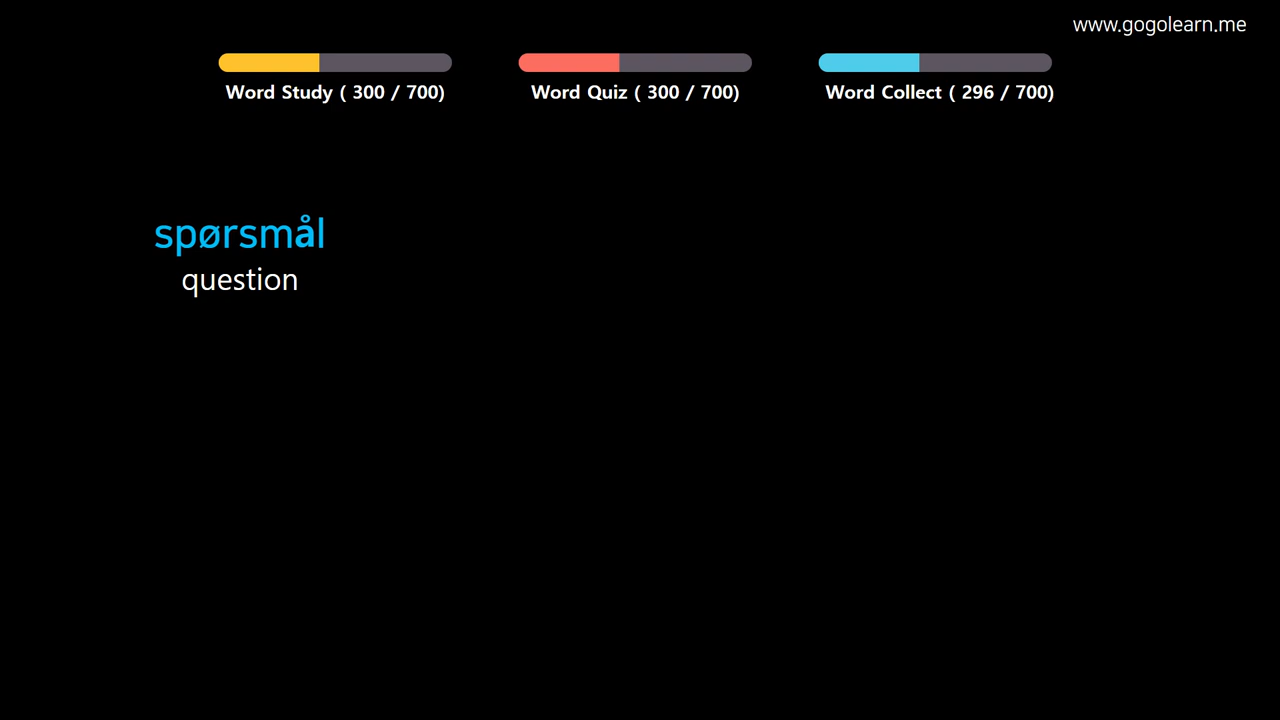 www.gogolearn.me
Word Study ( 300 / 700)
Word Quiz ( 300 / 700)
Word Collect ( 296 / 700)
spørsmål
question